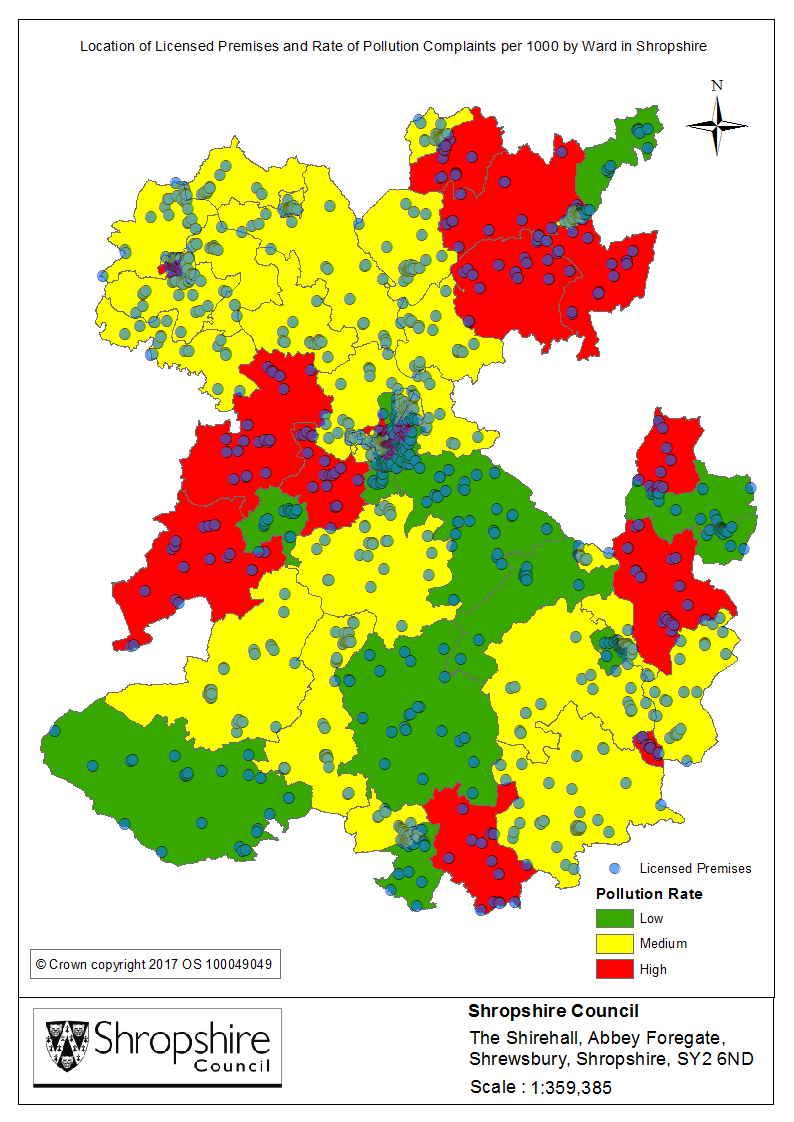 Location of Licensed Premises and Rate of Pollution Complaints per 1000 by Ward in Shropshire
N
Licensed Premises
Pollution Rate
Low
Medium
High
© Crown copyright 2017 OS 100049049
Shropshire
Council
Shropshire Council
The Shirehall, Abbey Foregate,
Shrewsbury, Shropshire, SY2 6ND
Scale : 1:359,385